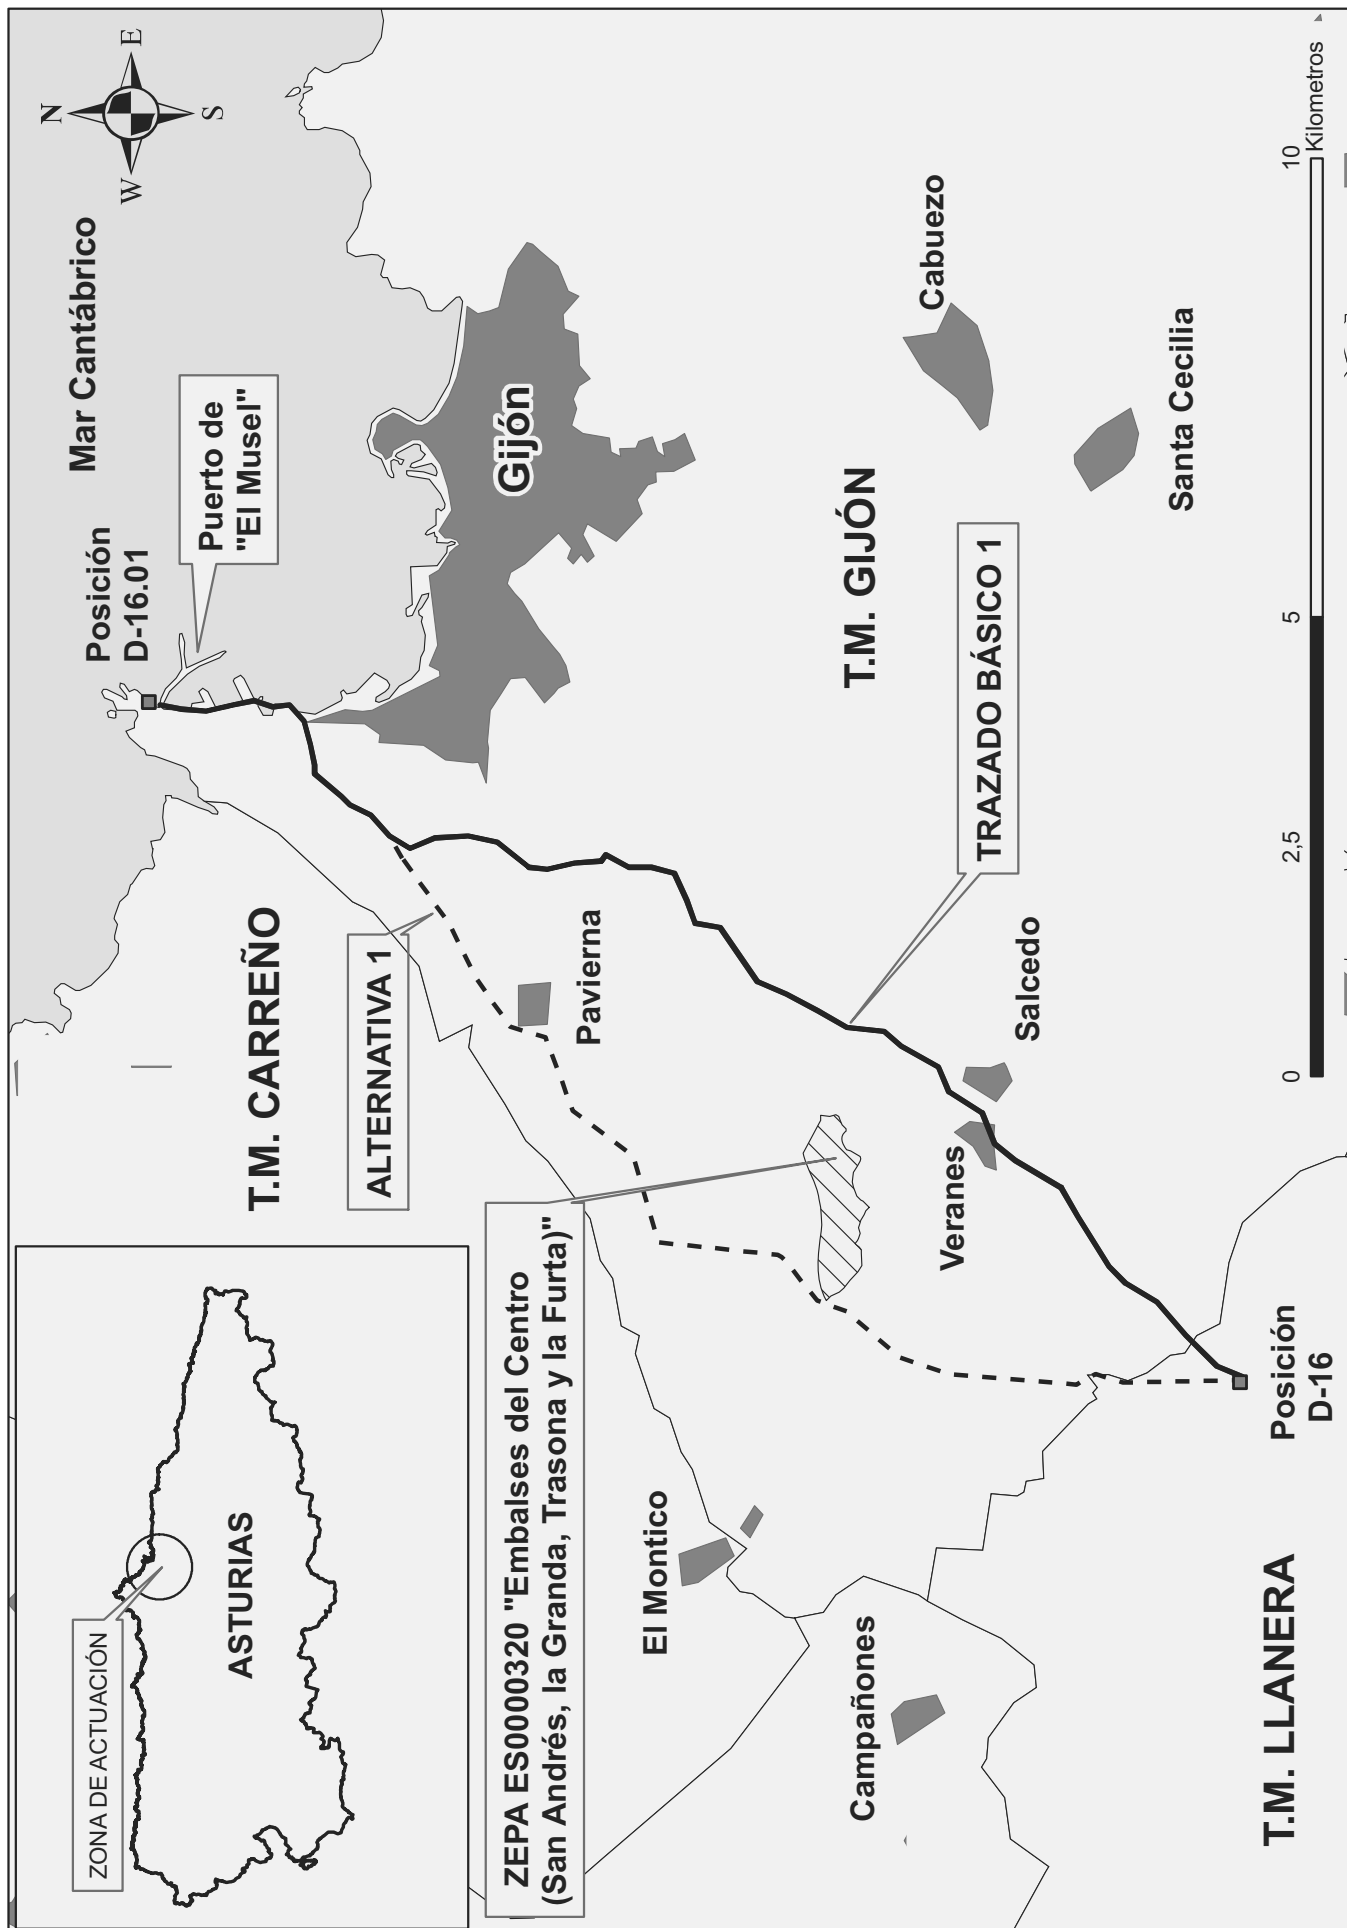 ZONA DE ACTUACIÓN
ASTURIAS
T.M. CARREÑO
ALTERNATIVA 1
Mar Cantábrico
Posición
D-16.01
Puerto de
"El Musel"
N
W
E
S
ZEPA ES0000320 "Embalses del Centro
(San Andrés, la Granda, Trasona y la Furta)"
Pavierna
Gijón
El Montico
Campañones
Veranes
Salcedo
T.M. GIJÓN
TRAZADO BÁSICO 1
Cabuezo
Santa Cecilia
T.M. LLANERA
Posición
D-16
0
2,5
5
10
Kilometros